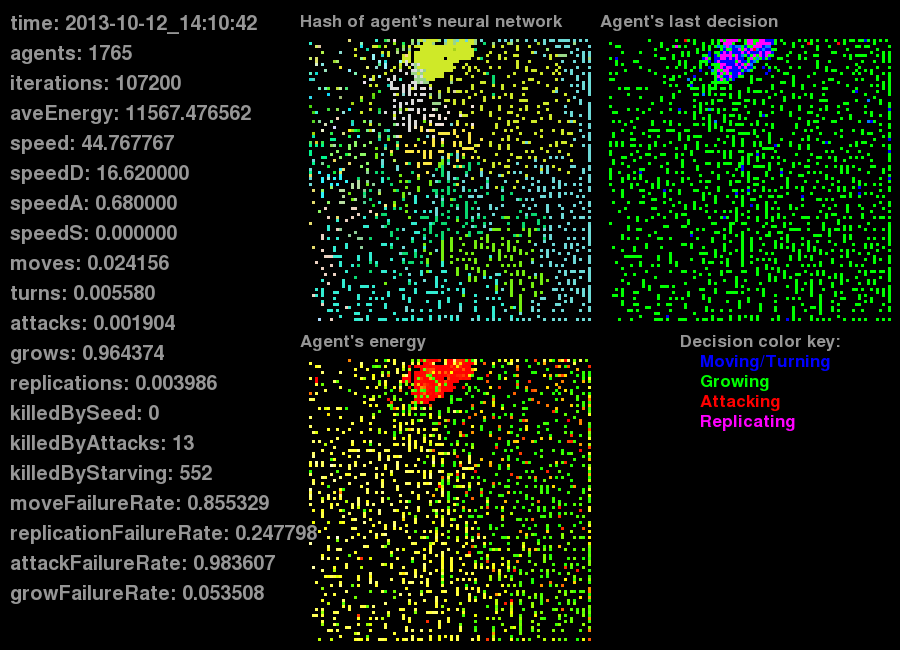 time: 2013-10-12_14:10:42
agents: 1765
iterations: 107200
aveEnergy: 11567.476562
speed: 44.767767
speedD: 16.620000
speedA: 0.680000
speedS: 0.000000
moves: 0.024156
turns: 0.005580
attacks: 0.001904
grows: 0.964374
replications: 0.003986
killedBySeed: 0
killedByAttacks: 13
killedByStarving: 552
moveFailureRate: 0.855329
replicationFailureRate: 0.247798
attackFailureRate: 0.983607
growFailureRate: 0.053508
Hash of agent's neural network
Agent's last decision
Agent's energy
Decision color key:
Moving/Turning
Growing
Attacking
Replicating